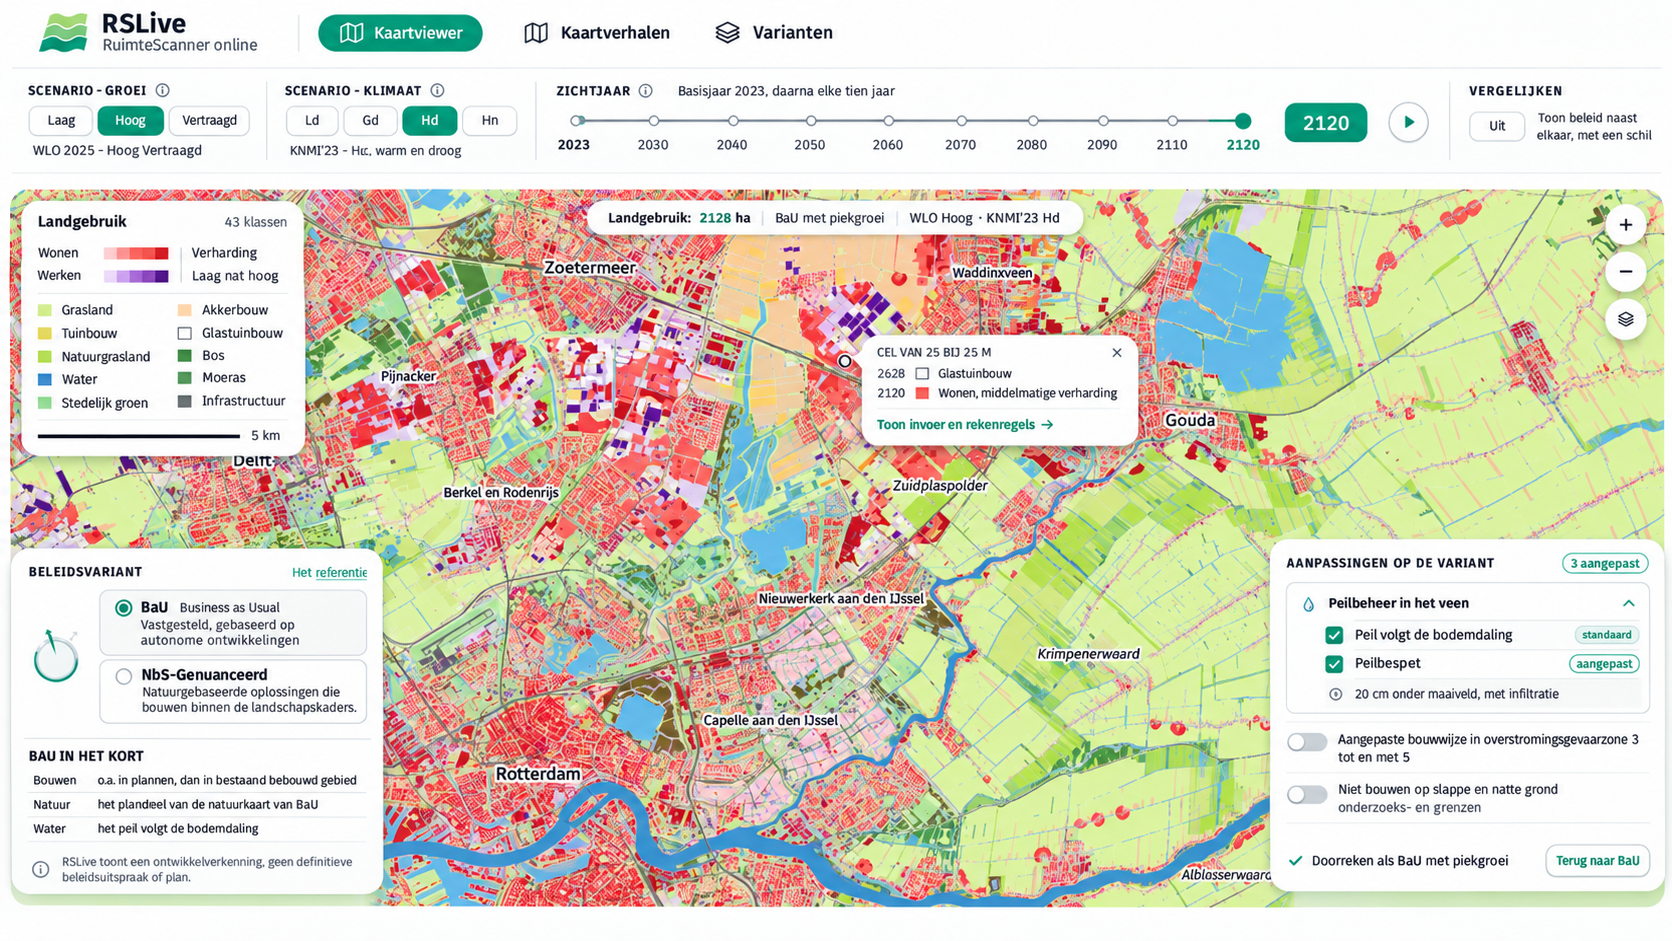 RSLive
RuimteScanner online
Kaartviewer
Kaartverhalen
Varianten
SCENARIO - GROEI
Laag
Hoog
Vertraagd
WLO 2025 - Hoog Vertraagd
SCENARIO - KLIMAAT
Ld
Gd
Hd
Hn
warm en droog
ZICHTJAAR
Basisjaar 2023, daarna elke tien jaar
2023
2030
2040
2050
2060
2070
2080
2090
2110
2120
2120
VERGELIJKEN
Uit
Toon beleid naast
elkaar, met een schil
Landgebruik
43 klassen
Wonen
Verharding
Werken
Laag nat hoog
Grasland
Akkerbouw
Tuinbouw
Glastuinbouw
Natuurgrasland
Bos
Water
Moeras
Stedelijk groen
Infrastructuur
5 km
Landgebruik: 2128 ha
BaU met piekgroei
WLO Hoog · KNMI'23 Hd
Zoetermeer
Waddinxveen
Pijnacker
CEL VAN 25 BIJ 25 M
2628 Glastuinbouw
2120 Wonen, middelmatige verharding
Toon invoer en rekenregels →
Gouda
Delft
Berkel en Rodenrijs
Zuidplaspolder
Nieuwerkerk aan den IJssel
Krimpenerwaard
Capelle aan den IJssel
Rotterdam
Alblosserwaard
BELEIDSVARIANT
Het referentie
BaU Business as Usual
Vastgesteld, gebaseerd op
autonome ontwikkelingen
NbS-Genuanceerd
Natuurgebaseerde oplossingen die
bouwen binnen de landschapskaders.
BAU IN HET KORT
Bouwen o.a. in plannen, dan in bestaand bebouwd gebied
Natuur het plandeel van de natuurkaart van BaU
Water het peil volgt de bodemdaling
RSLive toont een ontwikkelverkenning, geen definitieve
beleidsuitspraak of plan.
AANPASSINGEN OP DE VARIANT
3 aangepast
Peilbeheer in het veen
Peil volgt de bodemdaling
standaard
Peilbespet
aangepast
20 cm onder maaiveld, met infiltratie
Aangepaste bouwwijze in overstromingsgevaarzone 3
tot en met 5
Niet bouwen op slappe en natte grond
onderzoeks- en grenzen
Doorreken als BaU met piekgroei
Terug naar BaU